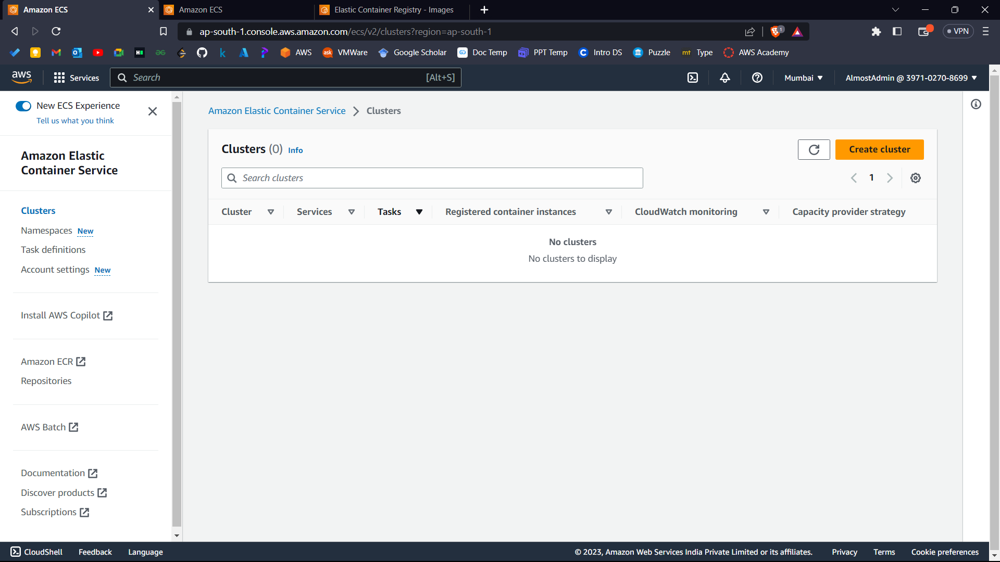 Amazon ECS
Amazon ECS
Elastic Container Registry - Images
ap-south-1.console.aws.amazon.com/ecs/v2/clusters?region=ap-south-1
1
VPN
AWS
VMWare
Google Scholar
Doc Temp
PPT Temp
Intro DS
Puzzle
mt
Type
AWS Academy
aws
Services
Search
[Alt+S]
Mumbai
AlmostAdmin @ 3971-0270-8699
New ECS Experience
Tell us what you think
Amazon Elastic
Container Service
Clusters
Namespaces New
Task definitions
Account settings New
Install AWS Copilot
Amazon ECR
Repositories
AWS Batch
Documentation
Discover products
Subscriptions
Amazon Elastic Container Service
Clusters
Clusters (0) Info
Create cluster
Search clusters
1
Cluster
Services
Tasks
Registered container instances
CloudWatch monitoring
Capacity provider strategy
No clusters
No clusters to display
CloudShell
Feedback
Language
© 2023, Amazon Web Services India Private Limited or its affiliates.
Privacy
Terms
Cookie preferences